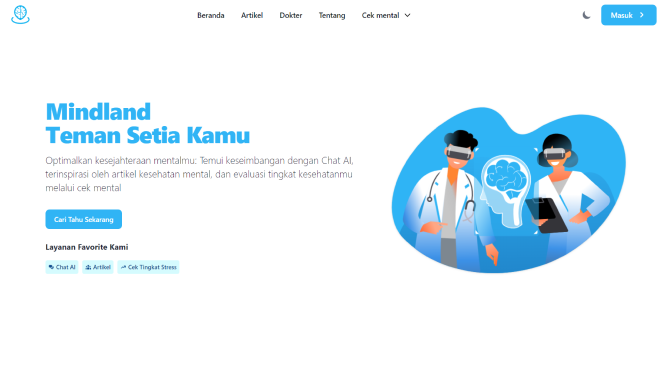 Beranda
Artikel
Dokter
Tentang
Cek mental
Masuk
Mindland
Teman Setia Kamu
Optimalkan kesejahteraan mentalmu: Temui keseimbangan dengan Chat AI,
terinspirasi oleh artikel kesehatan mental, dan evaluasi tingkat kesehatanmu
melalui cek mental
Cari Tahu Sekarang
Layanan Favorite Kami
Chat AI
Artikel
Cek Tingkat Stress